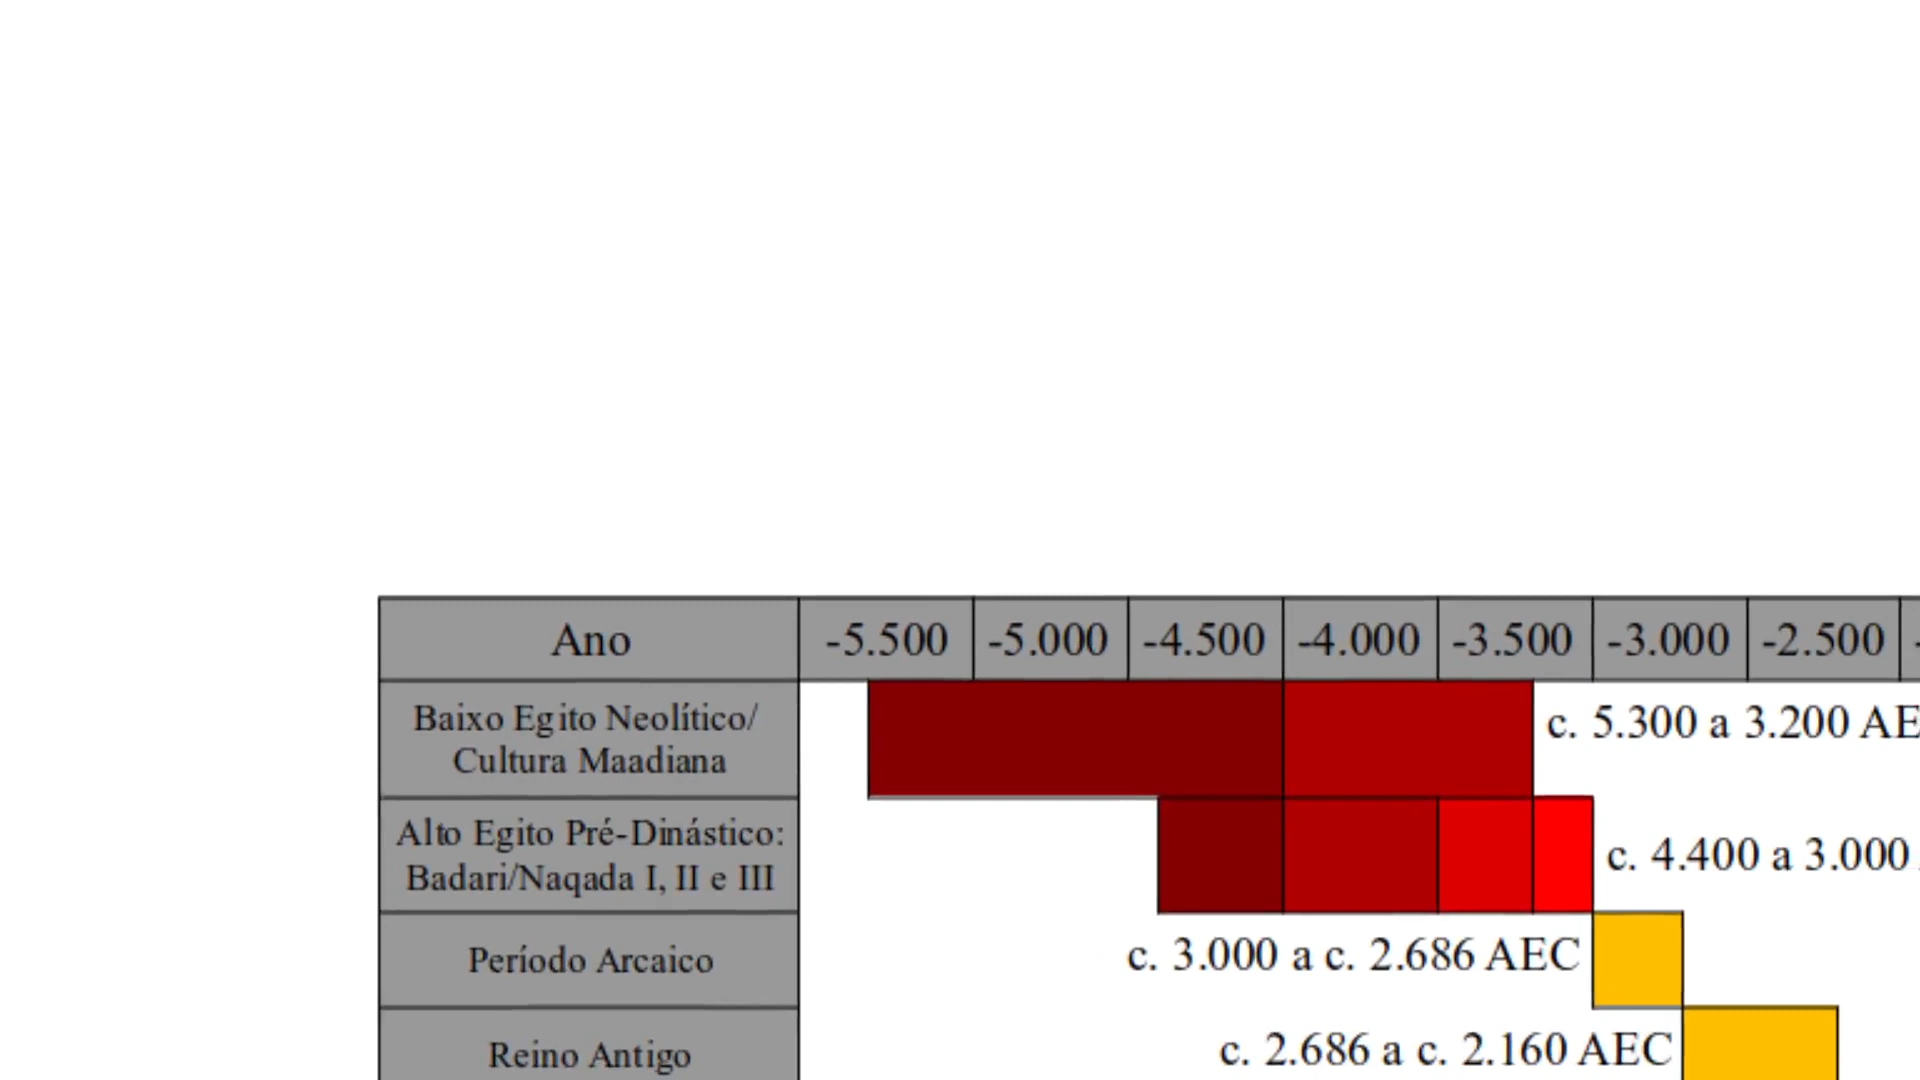 Ano -5.500 -5.000 -4.500 -4.000 -3.500 -3.000 -2.500
Baixo Egito Neolítico/
Cultura Maadiana
c. 5.300 a 3.200 AE
Alto Egito Pré-Dinástico:
Badari/Naqada I, II e III
c. 4.400 a 3.000
Período Arcaico
c. 3.000 a c. 2.686 AEC
Reino Antigo
c. 2.686 a c. 2.160 AEC